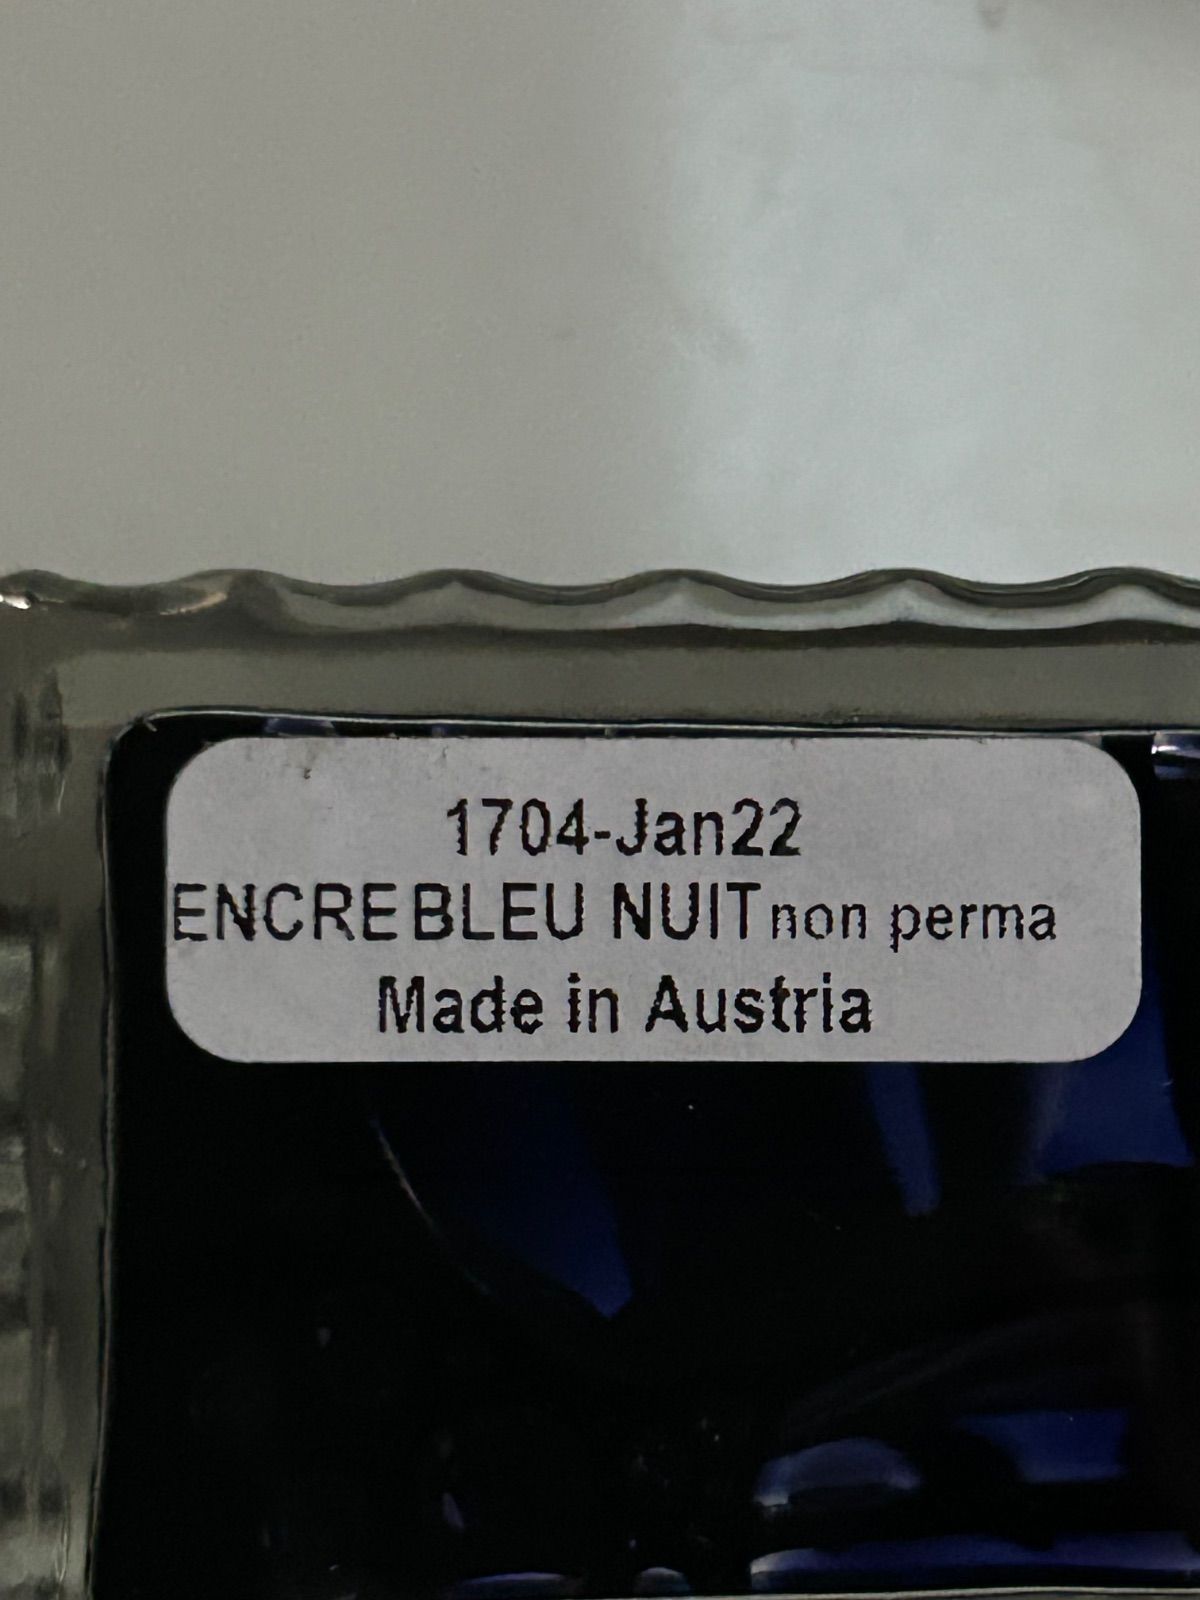 1704-Jan22
ENCRE BLEU NUIT non perma
Made in Austria